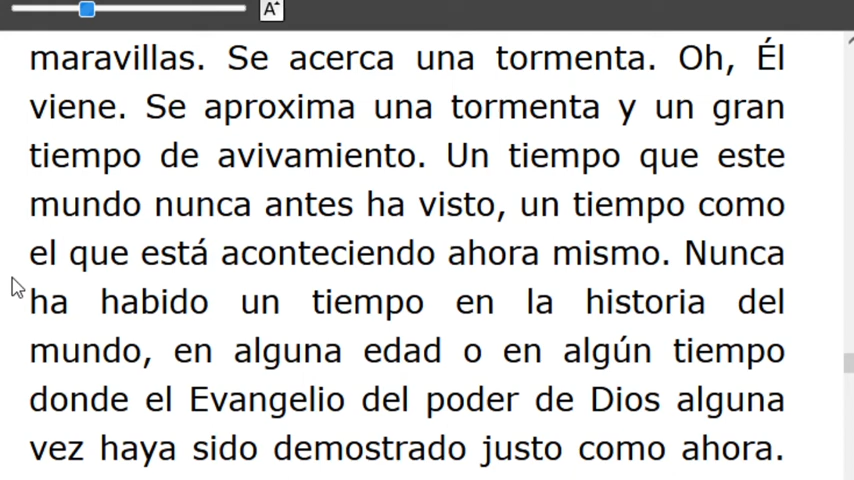 A
maravillas. Se acerca una tormenta. Oh, Él
viene. Se aproxima una tormenta y un gran
tiempo de avivamiento. Un tiempo que este
mundo nunca antes ha visto, un tiempo como
el que está aconteciendo ahora mismo. Nunca
ha habido un tiempo en la historia del
mundo, en alguna edad o en algún tiempo
donde el Evangelio del poder de Dios alguna
vez haya sido demostrado justo como ahora.